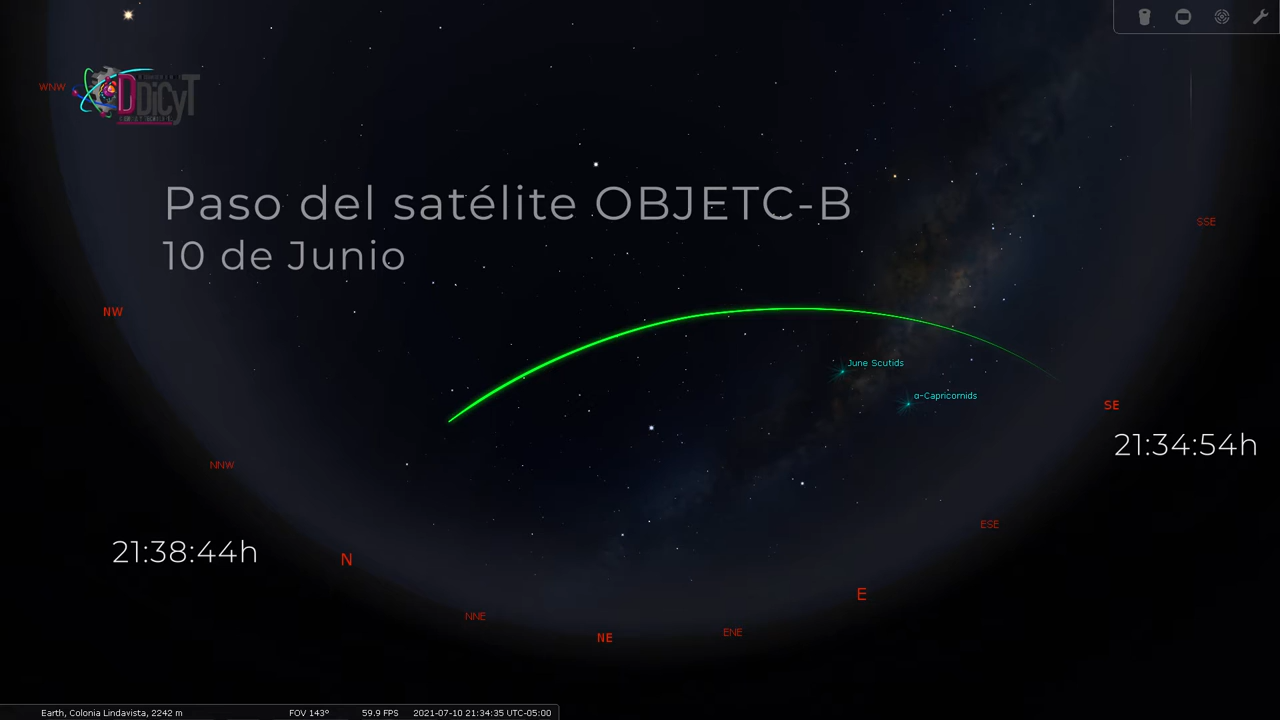 WNW
DDiCyT
Paso del satélite OBJETC-B
10 de Junio
SSE
NW
June Scutids
α-Capricornids
SE
21:34:54h
NNW
ESE
21:38:44h
N
E
NNE
NE
ENE
Earth, Colonia Lindavista, 2242 m FOV 143° 59.9 FPS 2021-07-10 21:34:35 UTC-05:00